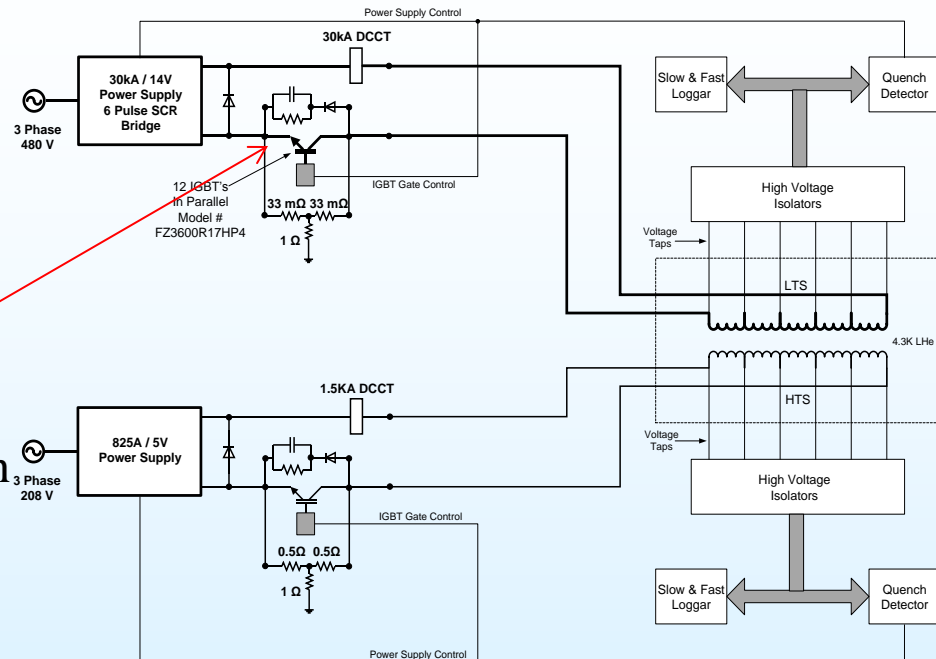 Power Supply Control
30kA DCCT
30kA / 14V
Power Supply
6 Pulse SCR
Bridge
3 Phase
480 V
12 IGBT's
In Parallel
Model #
FZ3600R17HP4
IGBT Gate Control
33 mΩ 33 mΩ
1 Ω
Slow & Fast
Loggar
Quench
Detector
High Voltage
Isolators
Voltage
Taps
LTS
4.3K LHe
HTS
Voltage
Taps
High Voltage
Isolators
1.5KA DCCT
825A / 5V
Power Supply
n
3 Phase
208 V
IGBT Gate Control
0.5Ω 0.5Ω
1 Ω
Slow & Fast
Loggar
Quench
Detector
Power Supply Control